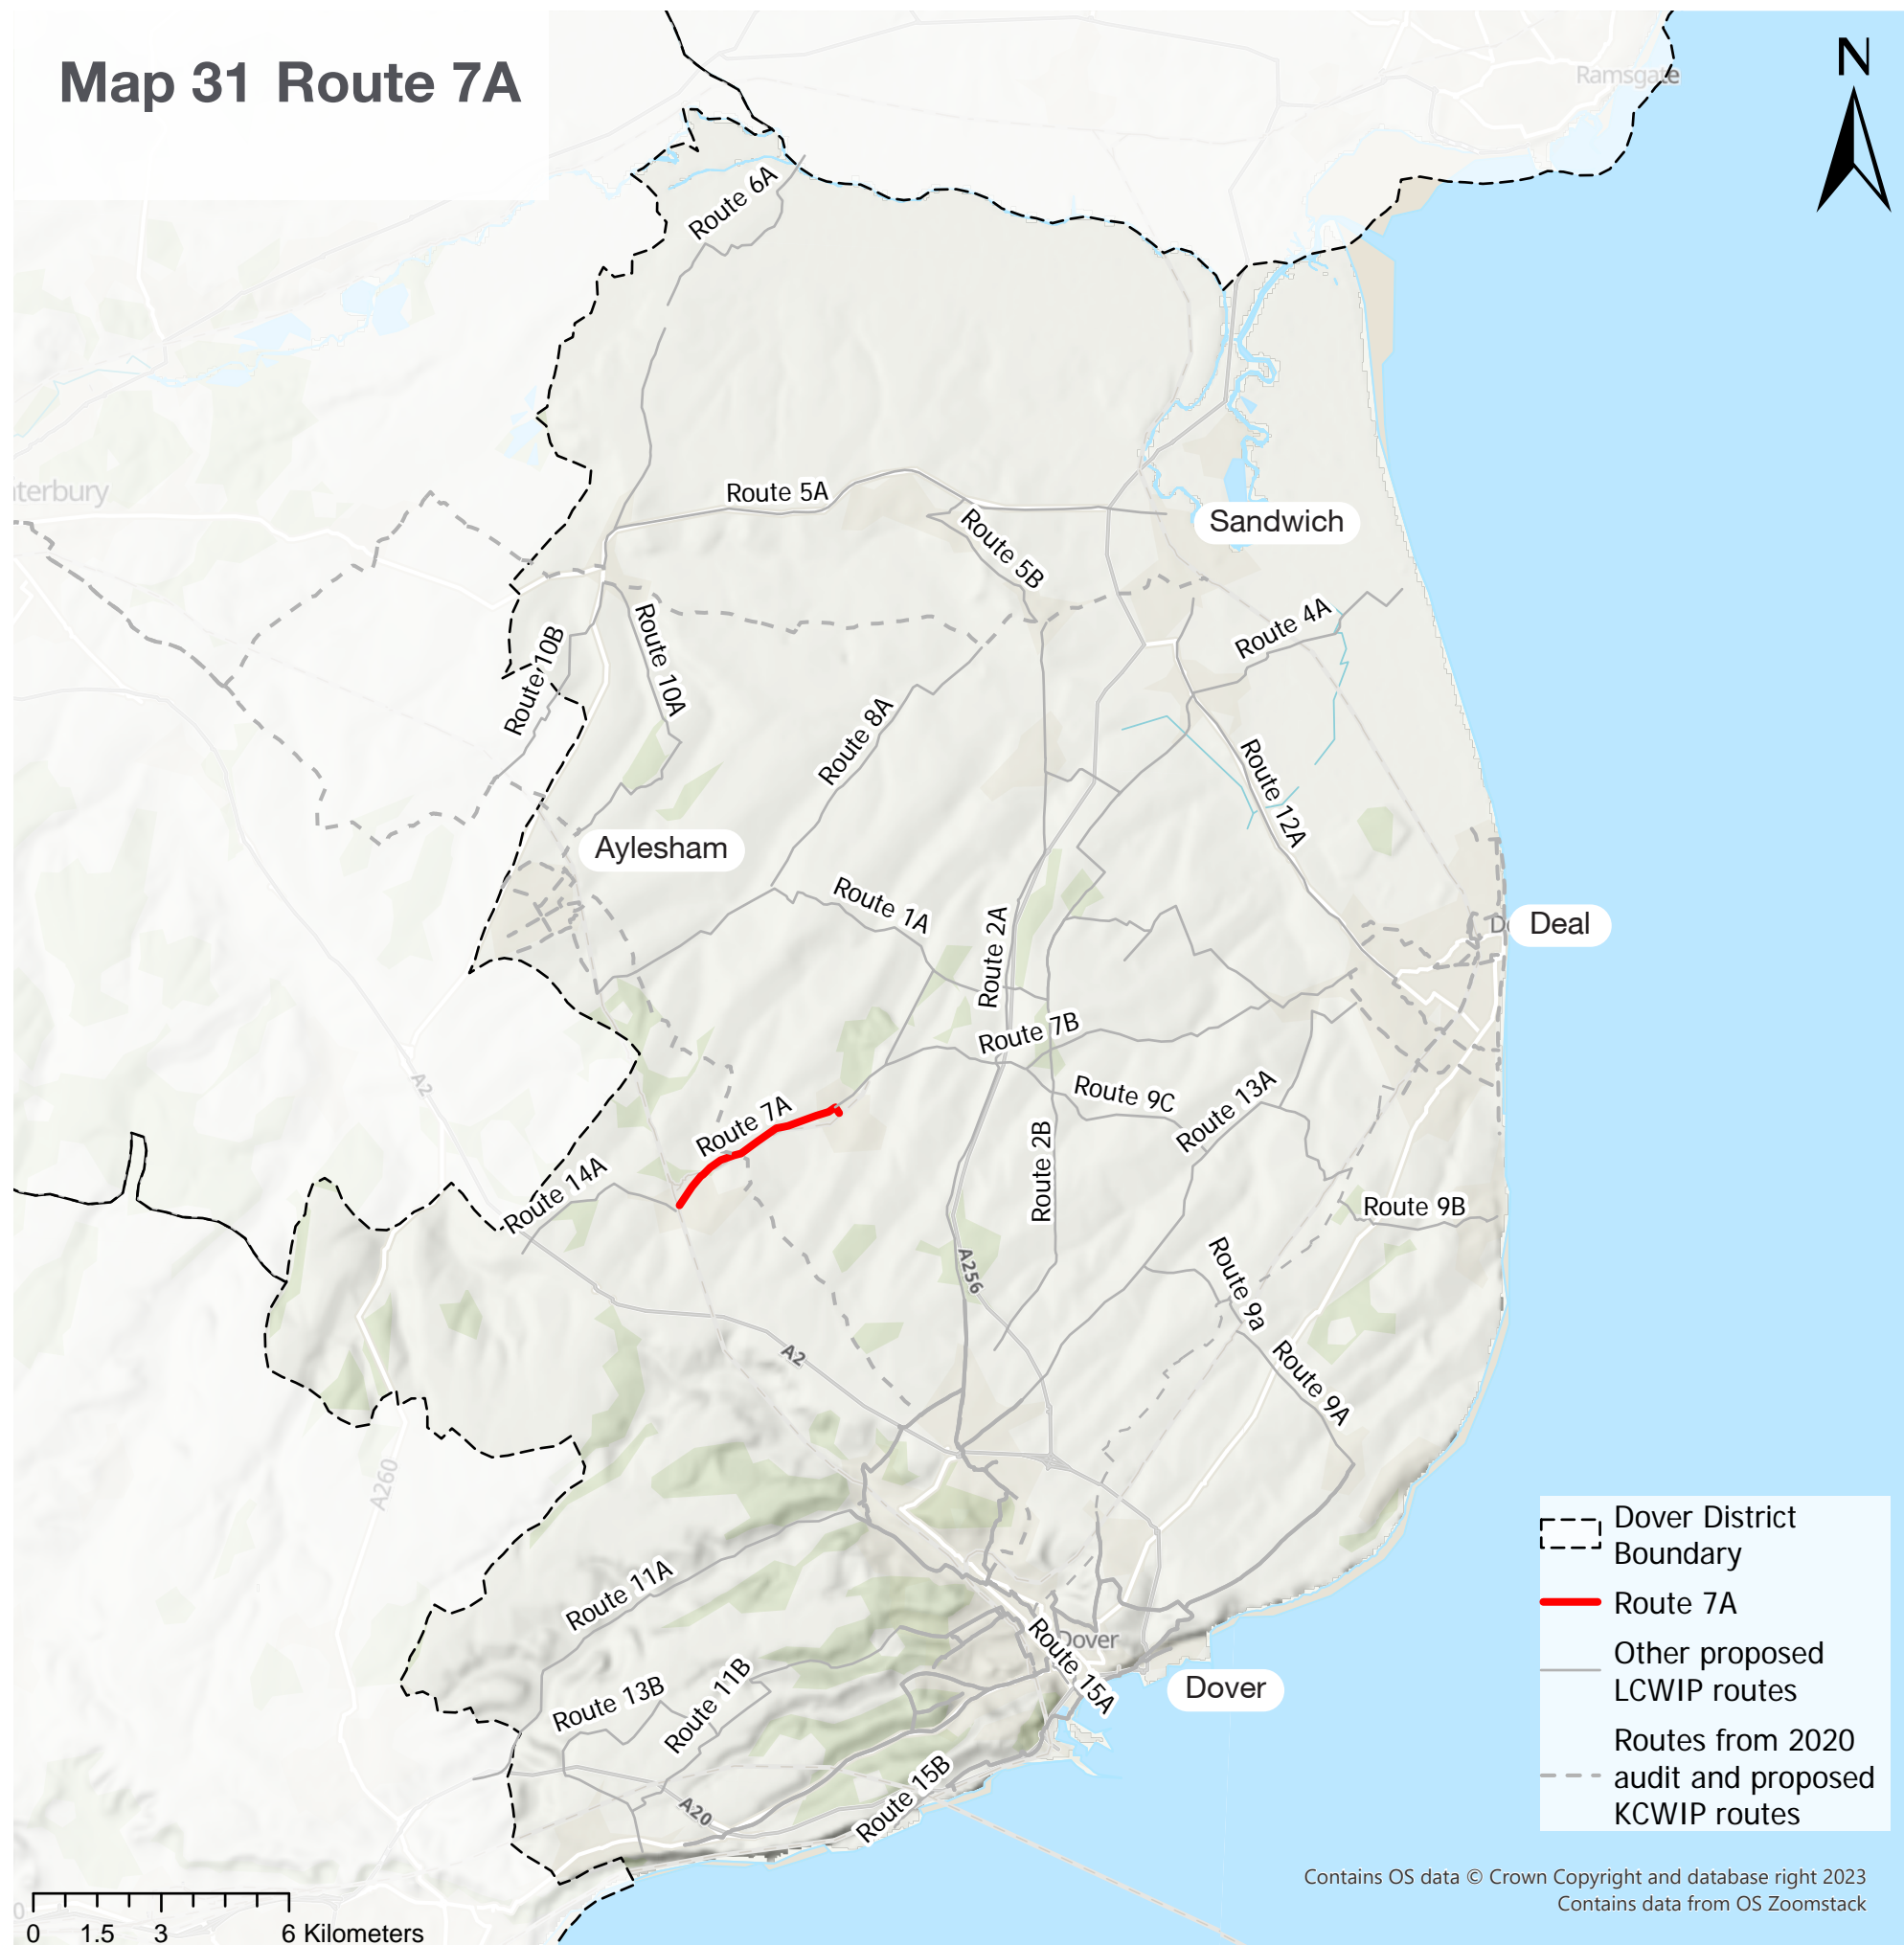 Map 31 Route 7A
N
Ramsgate
Route 6A
terbury
Route 5A
Sandwich
Route 5B
Route 4A
Route 10B
Route 10A
Route 8A
Route 12A
Aylesham
Route 1A
Route 2A
Deal
Route 7B
A2
Route 9C
Route 13A
Route 7A
Route 2B
Route 14A
Route 9B
A256
Route 9a
A2
Route 9A
A260
Route 11A
Dover
Route 15A
Route 13B
Route 11B
Dover
Route 15B
A20
Dover District
Boundary
Route 7A
Other proposed
LCWIP routes
Routes from 2020
audit and proposed
KCWIP routes
Contains OS data © Crown Copyright and database right 2023
Contains data from OS Zoomstack
0 1.5 3 6 Kilometers